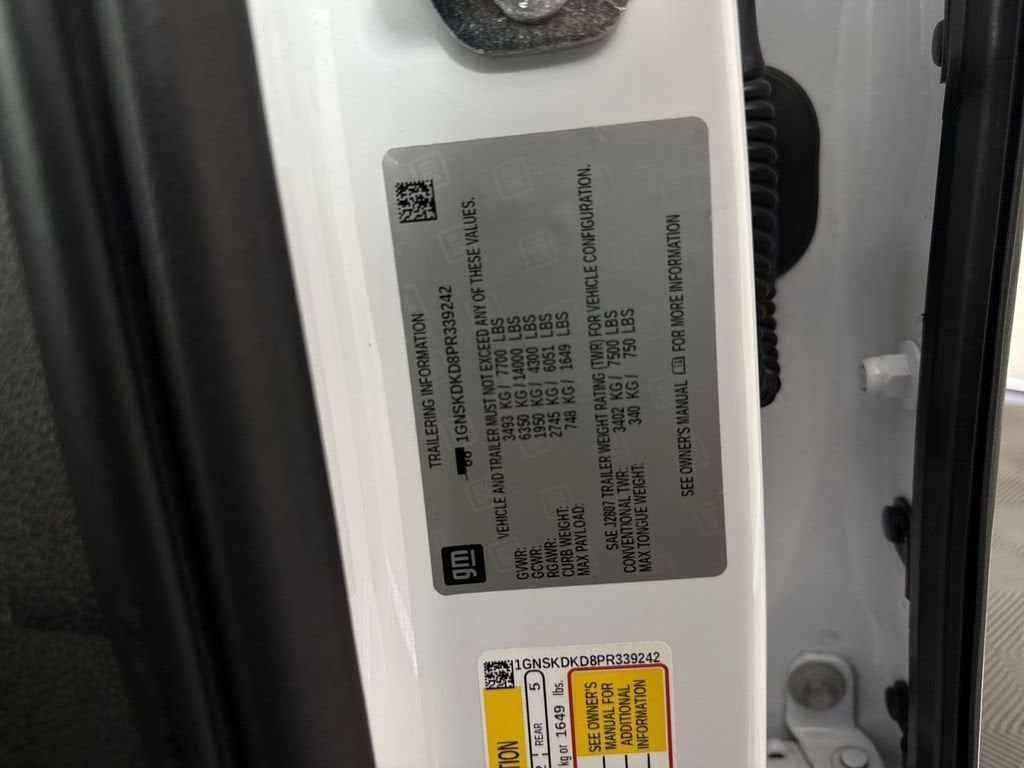 TRAILERING INFORMATION
1GNSKDKD8PR339242
gm
VEHICLE AND TRAILER MUST NOT EXCEED ANY OF THESE VALUES.
GVWR: 3493 KG / 7700 LBS
GCWR: 6350 KG / 14000 LBS
RGAWR: 1950 KG / 4300 LBS
CURB WEIGHT: 2745 KG / 6051 LBS
MAX PAYLOAD: 748 KG / 1649 LBS
SAE J2807 TRAILER WEIGHT RATING (TWR) FOR VEHICLE CONFIGURATION.
CONVENTIONAL TWR: 3402 KG / 7500 LBS
MAX TONGUE WEIGHT: 340 KG / 750 LBS
SEE OWNER'S MANUAL FOR MORE INFORMATION
1GNSKDKD8PR339242
REAR 5
kg or 1649 lbs.
SEE OWNER'S
MANUAL FOR
ADDITIONAL
INFORMATION